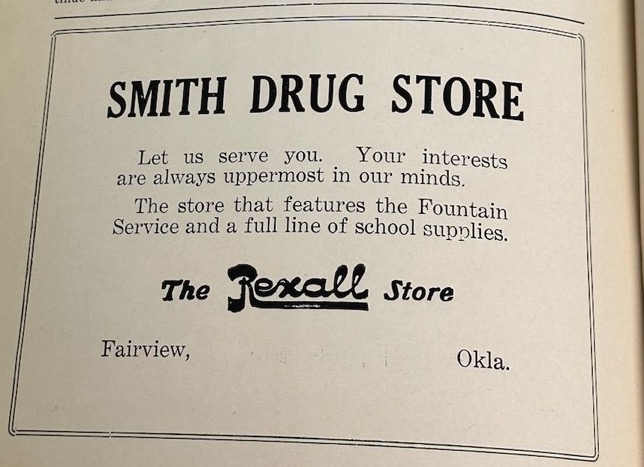 SMITH DRUG STORE
Let us serve you. Your interests
are always uppermost in our minds.
The store that features the Fountain
Service and a full line of school supplies.
The Rexall Store
Fairview, Okla.